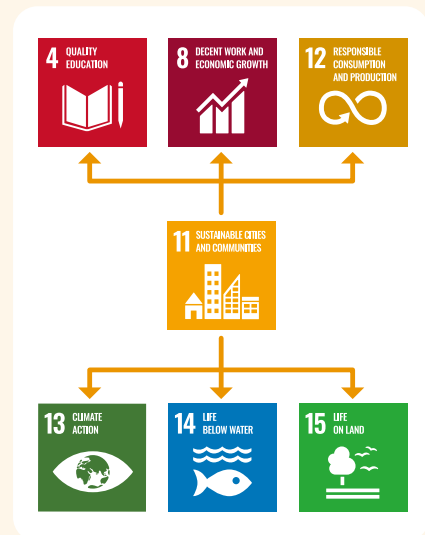 4 QUALITY
EDUCATION
8 DECENT WORK AND
ECONOMIC GROWTH
12 RESPONSIBLE
CONSUMPTION
AND PRODUCTION
11 SUSTAINABLE CITIES
AND COMMUNITIES
13 CLIMATE
ACTION
14 LIFE
BELOW WATER
15 LIFE
ON LAND